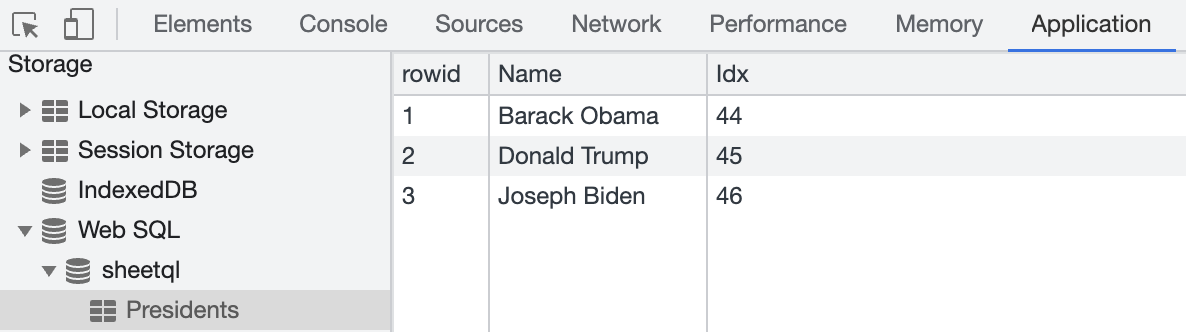 Elements Console Sources Network Performance Memory Application
Storage
Local Storage
Session Storage
IndexedDB
Web SQL
sheetql
Presidents
rowid Name Idx
1 Barack Obama 44
2 Donald Trump 45
3 Joseph Biden 46